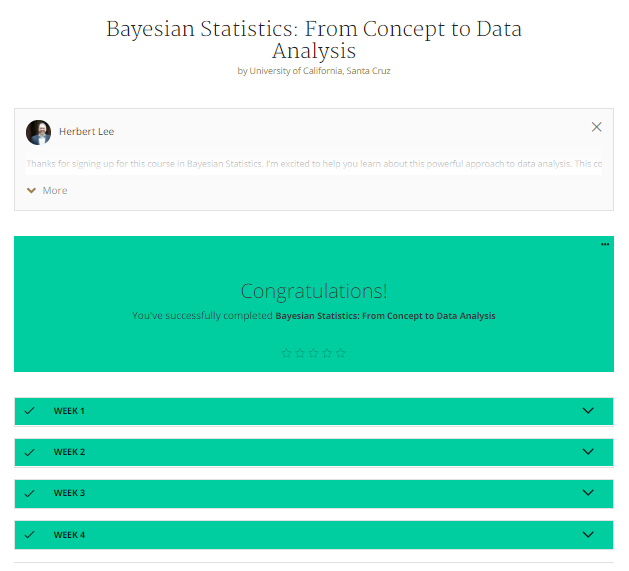 Bayesian Statistics: From Concept to Data
Analysis
by University of California, Santa Cruz
Herbert Lee
Thanks for signing up for this course in Bayesian Statistics. I'm excited to help you learn about this powerful approach to data analysis. This co
More
Congratulations!
You've successfully completed Bayesian Statistics: From Concept to Data Analysis
WEEK 1
WEEK 2
WEEK 3
WEEK 4